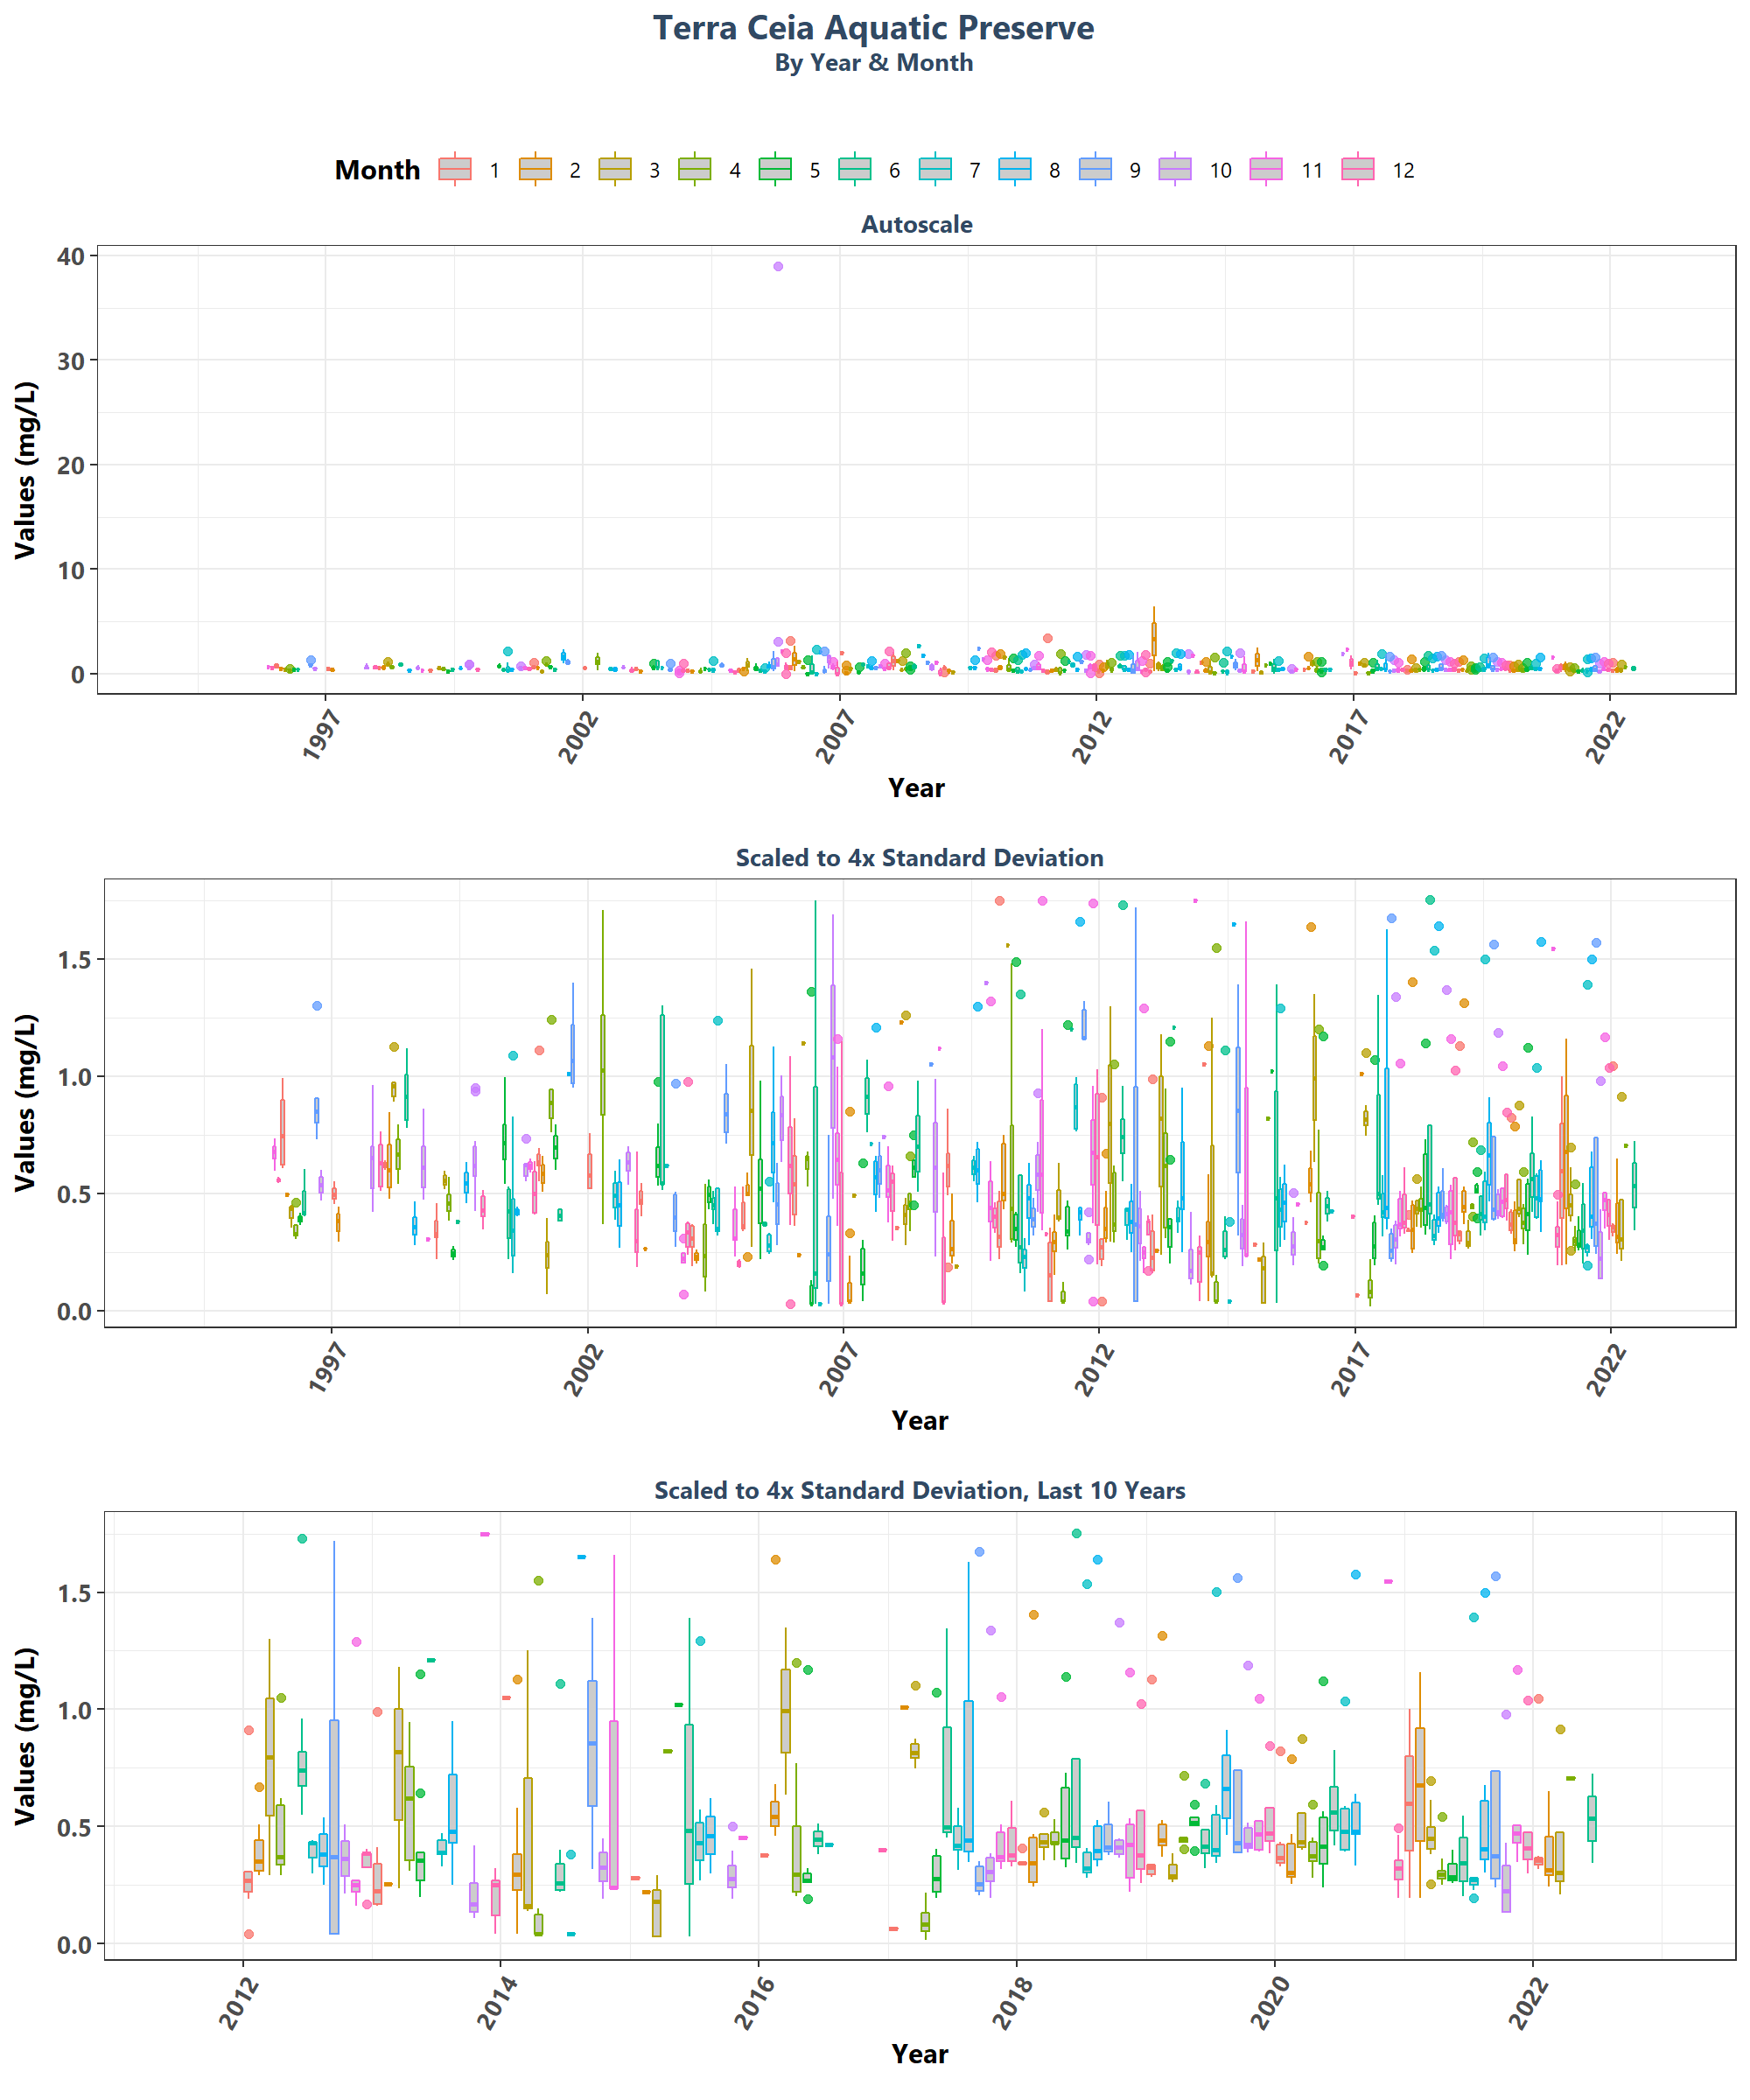 Terra Ceia Aquatic Preserve
By Year & Month
Month 1 2 3 4 5 6 7 8 9 10 11 12
Autoscale
Values (mg/L)
40
30
20
10
0
1997 2002 2007 2012 2017 2022
Year
Scaled to 4x Standard Deviation
Values (mg/L)
1.5
1.0
0.5
0.0
1997 2002 2007 2012 2017 2022
Year
Scaled to 4x Standard Deviation, Last 10 Years
Values (mg/L)
1.5
1.0
0.5
0.0
2012 2014 2016 2018 2020 2022
Year